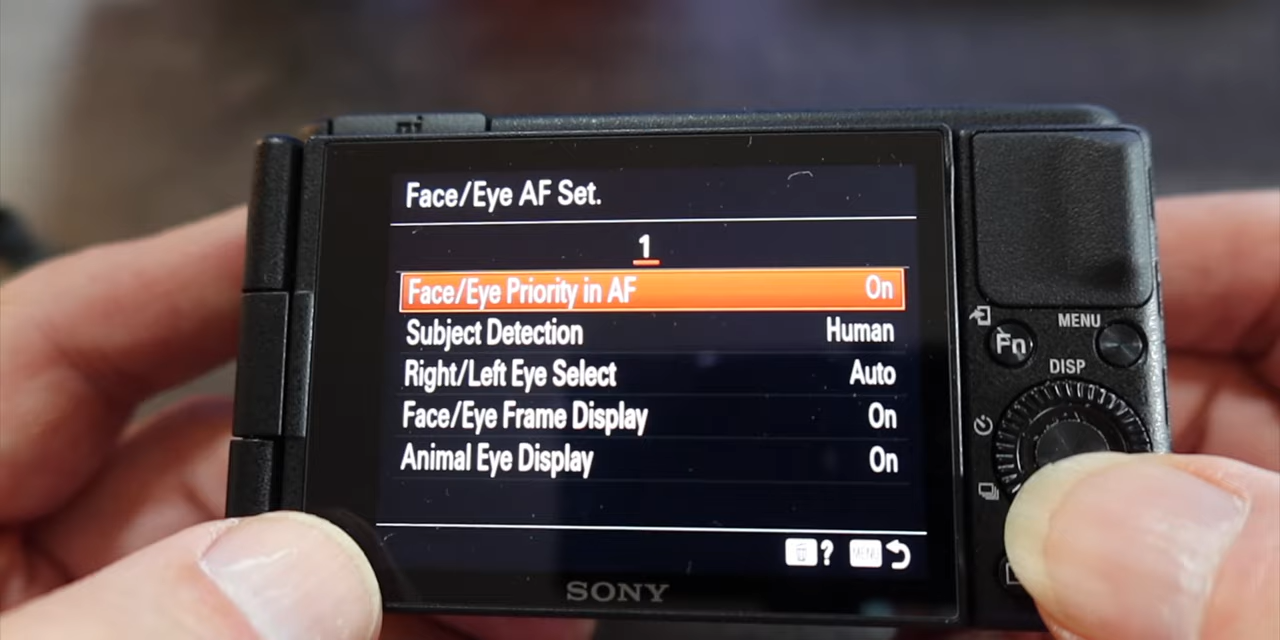 Face/Eye AF Set.
1
Face/Eye Priority in AF On
Subject Detection Human
Right/Left Eye Select Auto
Face/Eye Frame Display On
Animal Eye Display On
? MENU
SONY
MENU
Fn
DISP